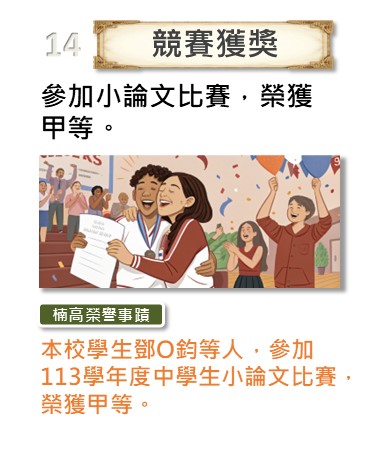 14
競賽獲獎
參加小論文比賽，榮獲
甲等。
楠高榮譽事蹟
本校學生鄧O鈞等人，參加
113學年度中學生小論文比賽，
榮獲甲等。